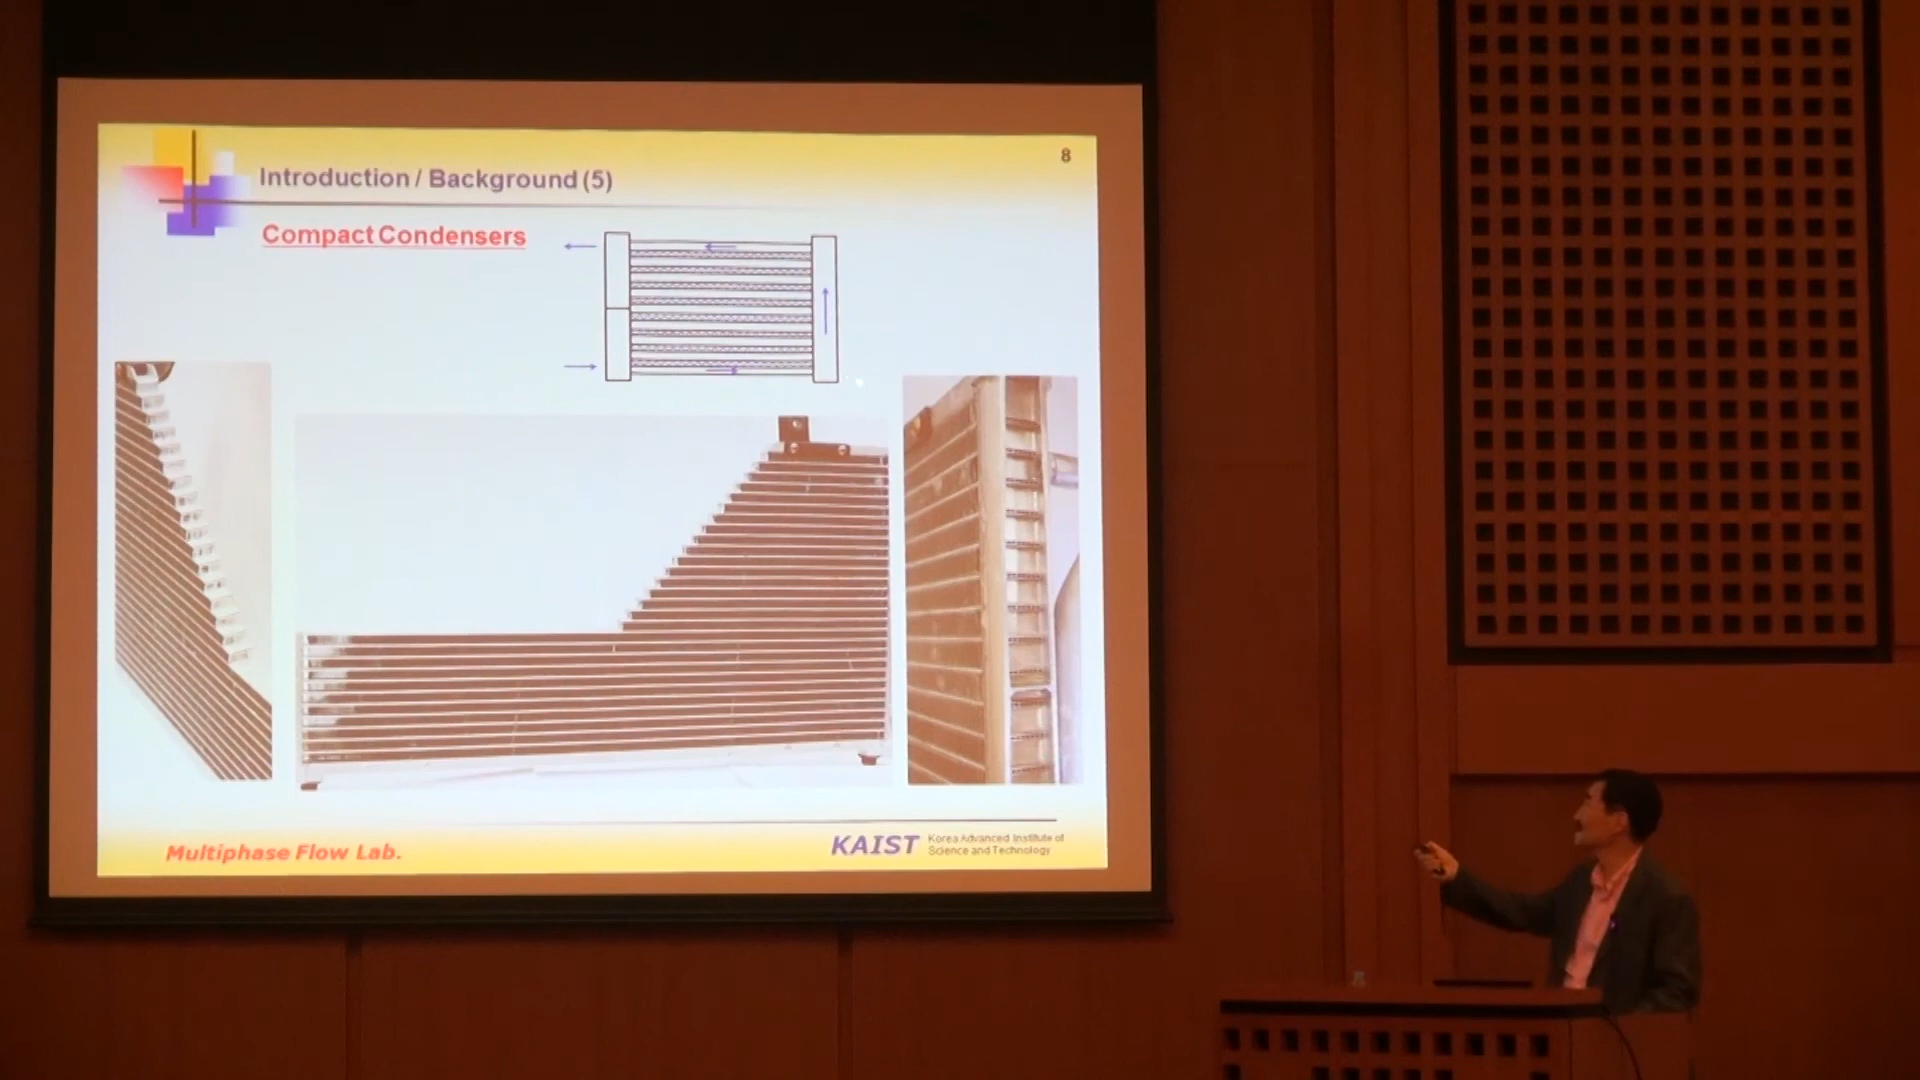 8
Introduction / Background (5)
Compact Condensers
Multiphase Flow Lab.
KAIST
Korea Advanced Institute of
Science and Technology